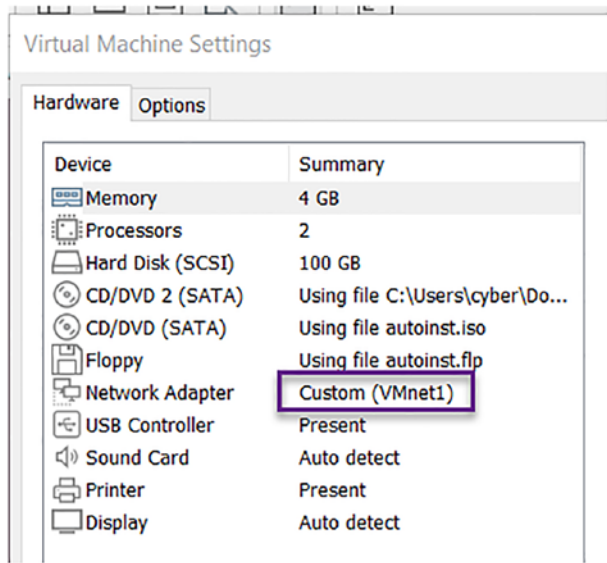 Virtual Machine Settings
Hardware Options
Device Summary
Memory 4 GB
Processors 2
Hard Disk (SCSI) 100 GB
CD/DVD 2 (SATA) Using file C:\Users\cyber\Do...
CD/DVD (SATA) Using file autoinst.iso
Floppy Using file autoinst.flp
Network Adapter Custom (VMnet1)
USB Controller Present
Sound Card Auto detect
Printer Present
Display Auto detect